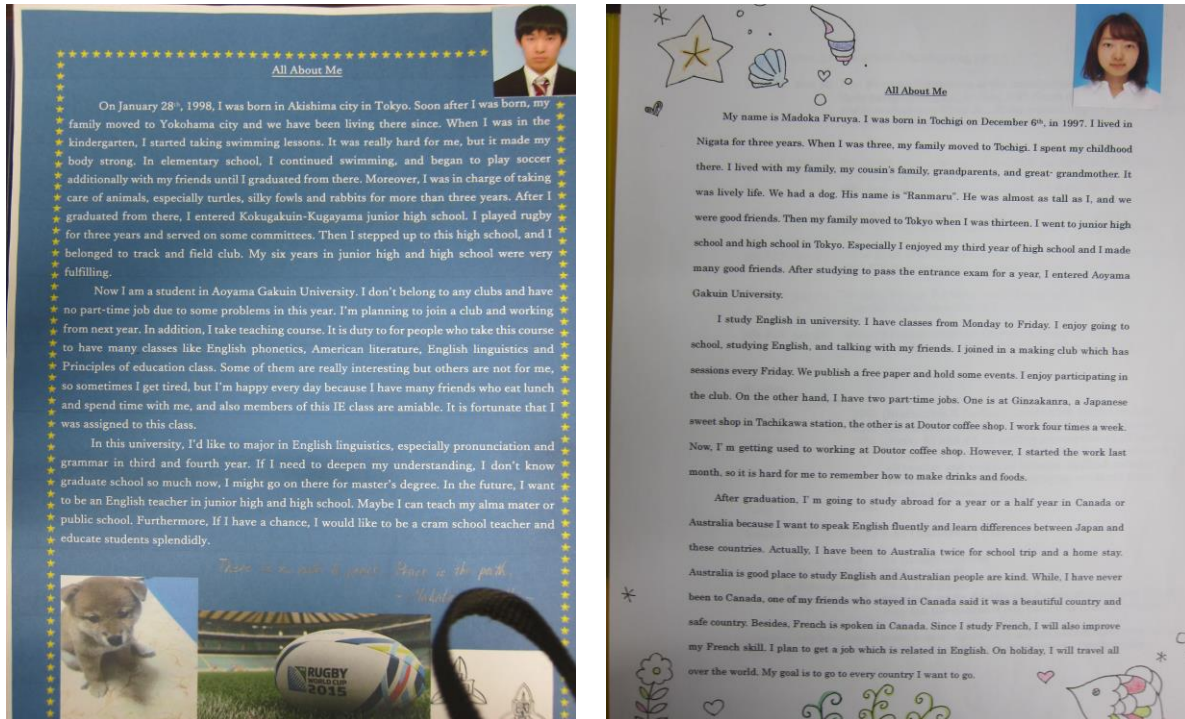 All About Me
On January 28th, 1998, I was born in Akishima city in Tokyo. Soon after I was born, my
family moved to Yokohama city and we have been living there since. When I was in the
kindergarten, I started taking swimming lessons. It was really hard for me, but it made my
body strong. In elementary school, I continued swimming, and began to play soccer
additionally with my friends until I graduated from there. Moreover, I was in charge of taking
care of animals, especially turtles, silky fowls and rabbits for more than three years. After I
graduated from there, I entered Kokugakuin-Kugayama junior high school. I played rugby
for three years and served on some committees. Then I stepped up to this high school, and I
belonged to track and field club. My six years in junior high and high school were very
fulfilling.
Now I am a student in Aoyama Gakuin University. I don't belong to any clubs and have
no part-time job due to some problems in this year. I'm planning to join a club and working
from next year. In addition, I take teaching course. It is duty to for people who take this course
to have many classes like English phonetics, American literature, English linguistics and
Principles of education class. Some of them are really interesting but others are not for me,
so sometimes I get tired, but I'm happy every day because I have many friends who eat lunch
and spend time with me, and also members of this IE class are amiable. It is fortunate that I
was assigned to this class.
In this university, I'd like to major in English linguistics, especially pronunciation and
grammar in third and fourth year. If I need to deepen my understanding, I don't know
graduate school so much now, I might go on there for master's degree. In the future, I want
to be an English teacher in junior high and high school. Maybe I can teach my alma mater or
public school. Furthermore, If I have a chance, I would like to be a cram school teacher and
educate students splendidly.
There is no to peace. Peace is the path.
RUGBY
WORLD CUP
2015
All About Me
My name is Madoka Furuya. I was born in Tochigi on December 6th, in 1997. I lived in
Nigata for three years. When I was three, my family moved to Tochigi. I spent my childhood
there. I lived with my family, my cousin's family, grandparents, and great- grandmother. It
was lively life. We had a dog. His name is "Ranmaru". He was almost as tall as I, and we
were good friends. Then my family moved to Tokyo when I was thirteen. I went to junior high
school and high school in Tokyo. Especially I enjoyed my third year of high school and I made
many good friends. After studying to pass the entrance exam for a year, I entered Aoyama
Gakuin University.
I study English in university. I have classes from Monday to Friday. I enjoy going to
school, studying English, and talking with my friends. I joined in a making club which has
sessions every Friday. We publish a free paper and hold some events. I enjoy participating in
the club. On the other hand, I have two part-time jobs. One is at Ginzakanra, a Japanese
sweet shop in Tachikawa station, the other is at Doutor coffee shop. I work four times a week.
Now, I' m getting used to working at Doutor coffee shop. However, I started the work last
month, so it is hard for me to remember how to make drinks and foods.
After graduation, I' m going to study abroad for a year or a half year in Canada or
Australia because I want to speak English fluently and learn differences between Japan and
these countries. Actually, I have been to Australia twice for school trip and a home stay.
Australia is good place to study English and Australian people are kind. While, I have never
been to Canada, one of my friends who stayed in Canada said it was a beautiful country and
safe country. Besides, French is spoken in Canada. Since I study French, I will also improve
my French skill. I plan to get a job which is related in English. On holiday, I will travel all
over the world. My goal is to go to every country I want to go.